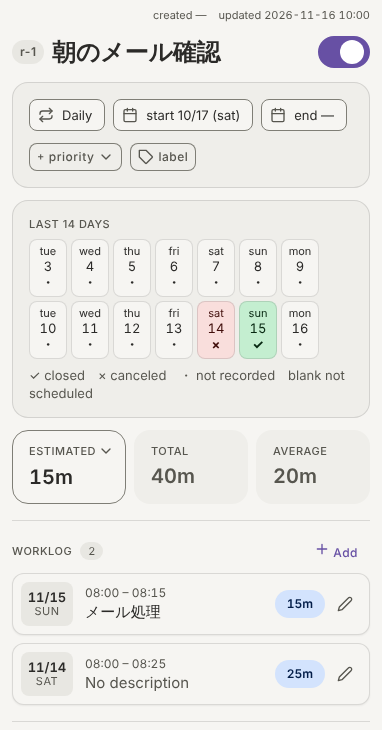 created — updated 2026-11-16 10:00
r-1 朝のメール確認
Daily start 10/17 (sat) end —
+ priority label
LAST 14 DAYS
tue wed thu fri sat sun mon
3 4 5 6 7 8 9
• • • • • • •
tue wed thu fri sat sun mon
10 11 12 13 14 15 16
• • • • × ✓ •
✓ closed × canceled • not recorded blank not
scheduled
ESTIMATED TOTAL AVERAGE
15m 40m 20m
WORKLOG 2 + Add
11/15 08:00 – 08:15 15m
SUN メール処理
11/14 08:00 – 08:25 25m
SAT No description